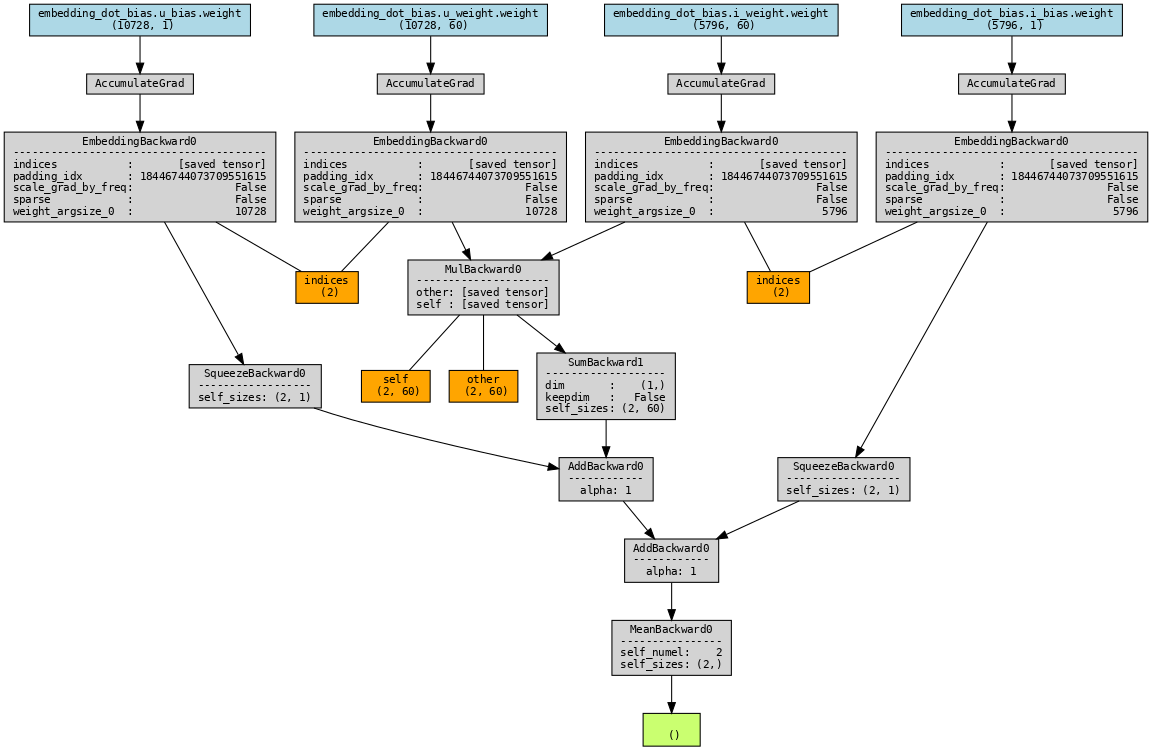 embedding_dot_bias.u_bias.weight
(10728, 1)
embedding_dot_bias.u_weight.weight
(10728, 60)
embedding_dot_bias.i_weight.weight
(5796, 60)
embedding_dot_bias.i_bias.weight
(5796, 1)
AccumulateGrad
AccumulateGrad
AccumulateGrad
AccumulateGrad
EmbeddingBackward0
------------------------------------
indices : [saved tensor]
padding_idx : 18446744073709551615
scale_grad_by_freq: False
sparse : False
weight_argsize_0 : 10728
EmbeddingBackward0
------------------------------------
indices : [saved tensor]
padding_idx : 18446744073709551615
scale_grad_by_freq: False
sparse : False
weight_argsize_0 : 10728
EmbeddingBackward0
------------------------------------
indices : [saved tensor]
padding_idx : 18446744073709551615
scale_grad_by_freq: False
sparse : False
weight_argsize_0 : 5796
EmbeddingBackward0
------------------------------------
indices : [saved tensor]
padding_idx : 18446744073709551615
scale_grad_by_freq: False
sparse : False
weight_argsize_0 : 5796
indices
(2)
MulBackward0
---------------------
other: [saved tensor]
self : [saved tensor]
indices
(2)
SqueezeBackward0
------------------
self_sizes: (2, 1)
self
(2, 60)
other
(2, 60)
SumBackward1
-------------------
dim : (1,)
keepdim : False
self_sizes: (2, 60)
AddBackward0
------------
alpha: 1
SqueezeBackward0
------------------
self_sizes: (2, 1)
AddBackward0
------------
alpha: 1
MeanBackward0
----------------
self_numel: 2
self_sizes: (2,)
()